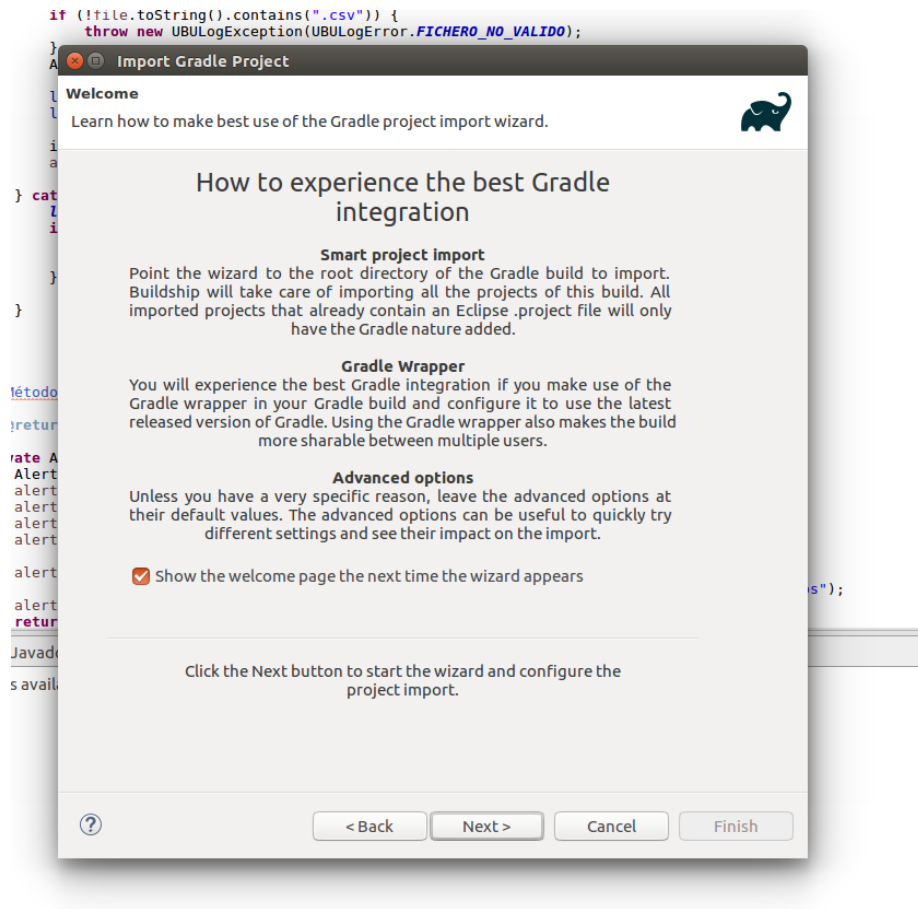 if (!file.toString().contains(".csv")) {
throw new UBULogException(UBULogError.FICHERO_NO_VALIDO);
}
Import Gradle Project
Welcome
Learn how to make best use of the Gradle project import wizard.
} cat
}
}
How to experience the best Gradle
integration
Smart project import
Point the wizard to the root directory of the Gradle build to import.
Buildship will take care of importing all the projects of this build. All
imported projects that already contain an Eclipse .project file will only
have the Gradle nature added.
Gradle Wrapper
You will experience the best Gradle integration if you make use of the
Gradle wrapper in your Gradle build and configure it to use the latest
released version of Gradle. Using the Gradle wrapper also makes the build
more sharable between multiple users.
Advanced options
Unless you have a very specific reason, leave the advanced options at
their default values. The advanced options can be useful to quickly try
different settings and see their impact on the import.
Show the welcome page the next time the wizard appears
Alert
alert
alert
alert
alert
alert
s");
alert
retur
Click the Next button to start the wizard and configure the
project import.
< Back
Next >
Cancel
Finish